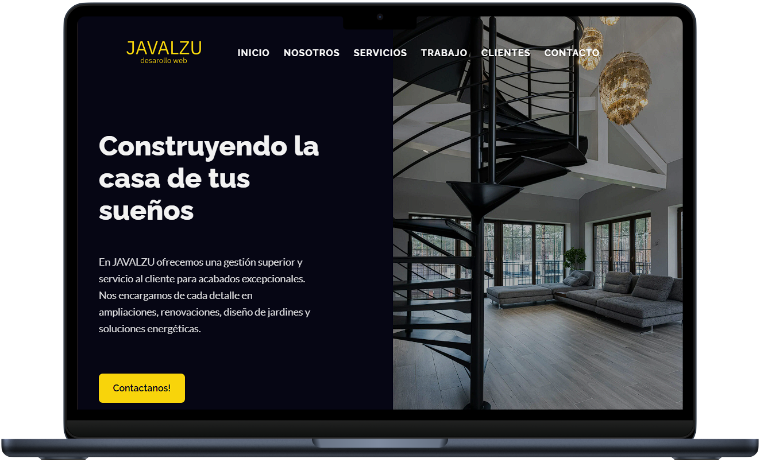 JAVALZU
desarollo web
INICIO NOSOTROS SERVICIOS TRABAJO CLIENTES CONTACTO
Construyendo la
casa de tus
sueños
En JAVALZU ofrecemos una gestión superior y
servicio al cliente para acabados excepcionales.
Nos encargamos de cada detalle en
ampliaciones, renovaciones, diseño de jardines y
soluciones energéticas.
Contactanos!